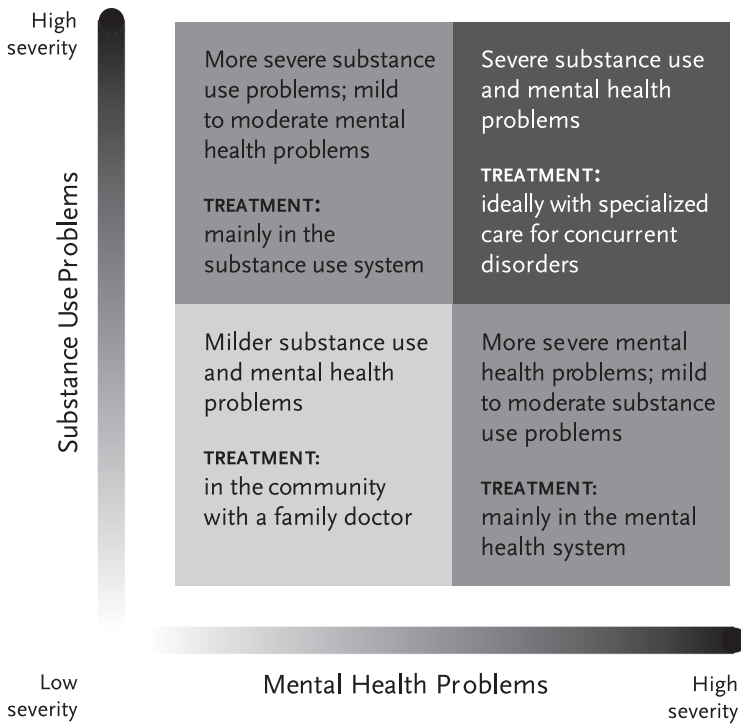 High
severity
Substance Use Problems
More severe substance
use problems; mild
to moderate mental
health problems
TREATMENT:
mainly in the
substance use system
Severe substance use
and mental health
problems
TREATMENT:
ideally with specialized
care for concurrent
disorders
Milder substance use
and mental health
problems
TREATMENT:
in the community
with a family doctor
More severe mental
health problems; mild
to moderate substance
use problems
TREATMENT:
mainly in the mental
health system
Low
severity
Mental Health Problems
High
severity